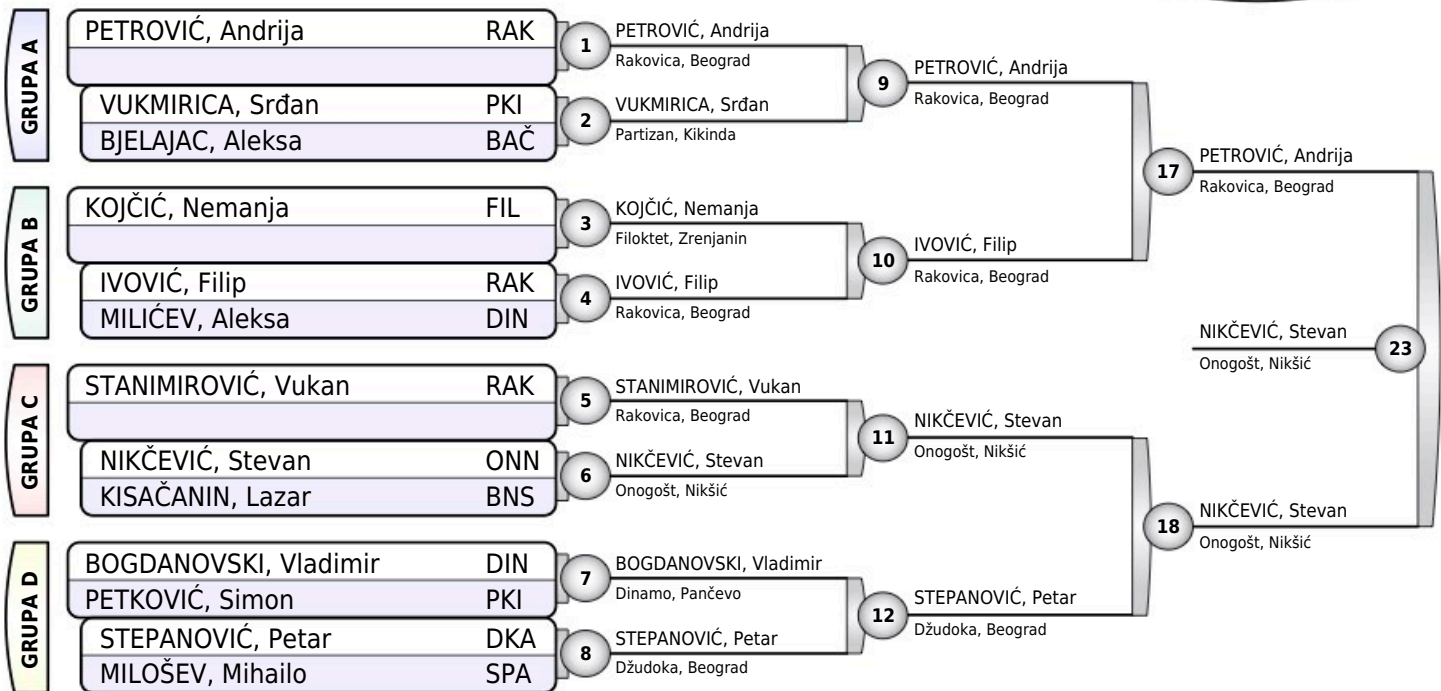 GRUPA A
PETROVIĆ, Andrija RAK
VUKMIRICA, Srđan PKI
BJELAJAC, Aleksa BAČ
GRUPA B
KOJČIĆ, Nemanja FIL
IVOVIĆ, Filip RAK
MILIĆEV, Aleksa DIN
GRUPA C
STANIMIROVIĆ, Vukan RAK
NIKČEVIĆ, Stevan ONN
KISAČANIN, Lazar BNS
GRUPA D
BOGDANOVSKI, Vladimir DIN
PETKOVIĆ, Simon PKI
STEPANOVIĆ, Petar DKA
MILOŠEV, Mihailo SPA
1
PETROVIĆ, Andrija
Rakovica, Beograd
2
VUKMIRICA, Srđan
Partizan, Kikinda
3
KOJČIĆ, Nemanja
Filoktet, Zrenjanin
4
IVOVIĆ, Filip
Rakovica, Beograd
5
STANIMIROVIĆ, Vukan
Rakovica, Beograd
6
NIKČEVIĆ, Stevan
Onogošt, Nikšić
7
BOGDANOVSKI, Vladimir
Dinamo, Pančevo
8
STEPANOVIĆ, Petar
Džudoka, Beograd
9
PETROVIĆ, Andrija
Rakovica, Beograd
10
IVOVIĆ, Filip
Rakovica, Beograd
11
NIKČEVIĆ, Stevan
Onogošt, Nikšić
12
STEPANOVIĆ, Petar
Džudoka, Beograd
17
PETROVIĆ, Andrija
Rakovica, Beograd
18
NIKČEVIĆ, Stevan
Onogošt, Nikšić
NIKČEVIĆ, Stevan
Onogošt, Nikšić
23